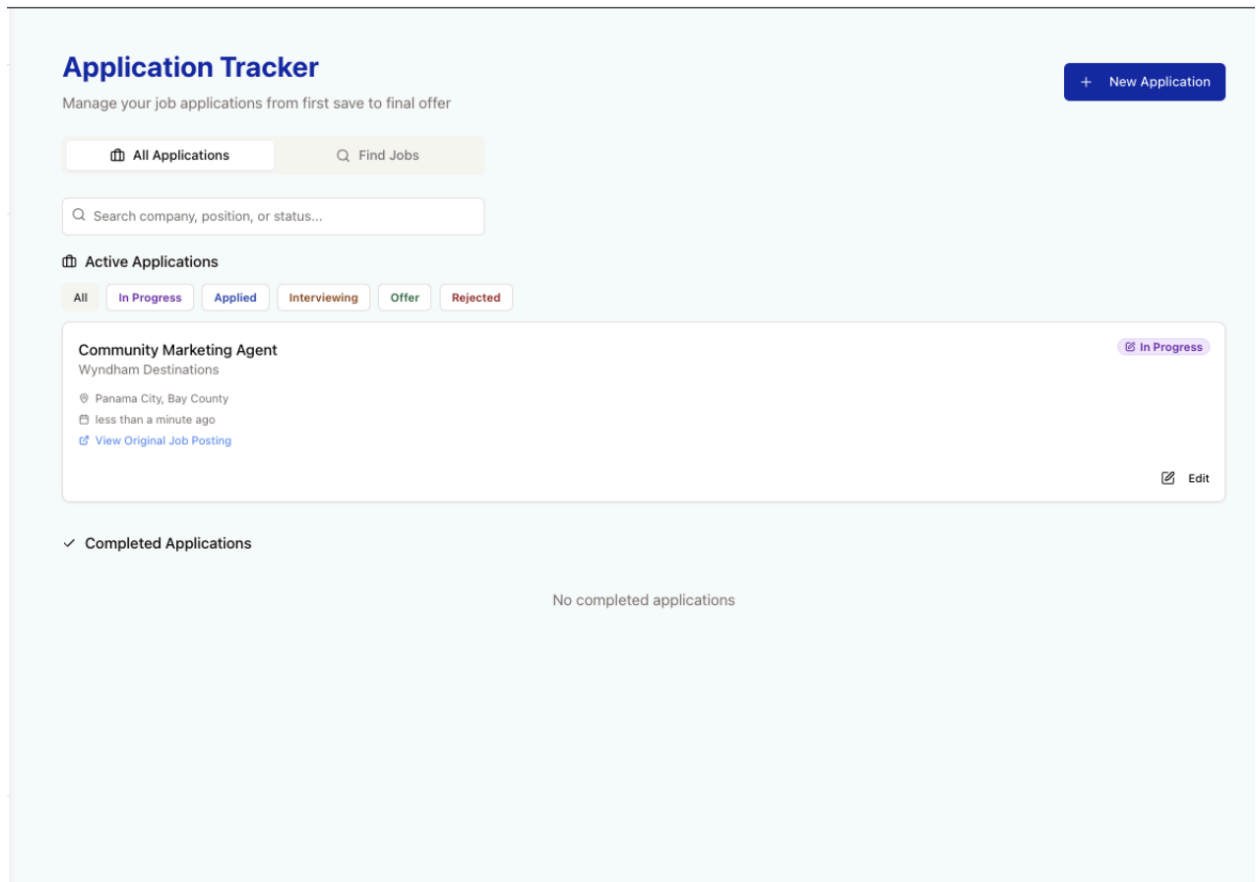 Application Tracker
Manage your job applications from first save to final offer
+ New Application
All Applications
Find Jobs
Search company, position, or status...
Active Applications
All
In Progress
Applied
Interviewing
Offer
Rejected
Community Marketing Agent
In Progress
Wyndham Destinations
Panama City, Bay County
less than a minute ago
View Original Job Posting
Edit
Completed Applications
No completed applications